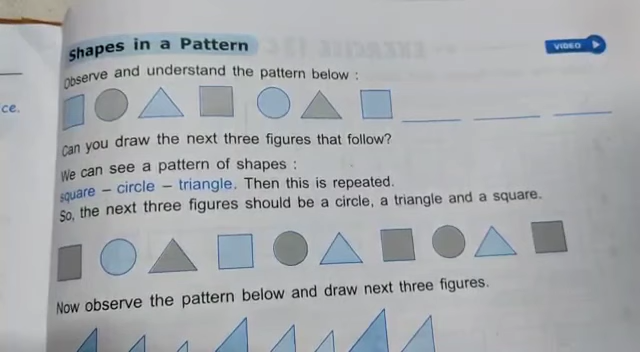 Shapes in a Pattern
VIDEO
Observe and understand the pattern below :
ce.
Can you draw the next three figures that follow?
We can see a pattern of shapes :
square – circle – triangle. Then this is repeated.
So, the next three figures should be a circle, a triangle and a square.
Now observe the pattern below and draw next three figures.